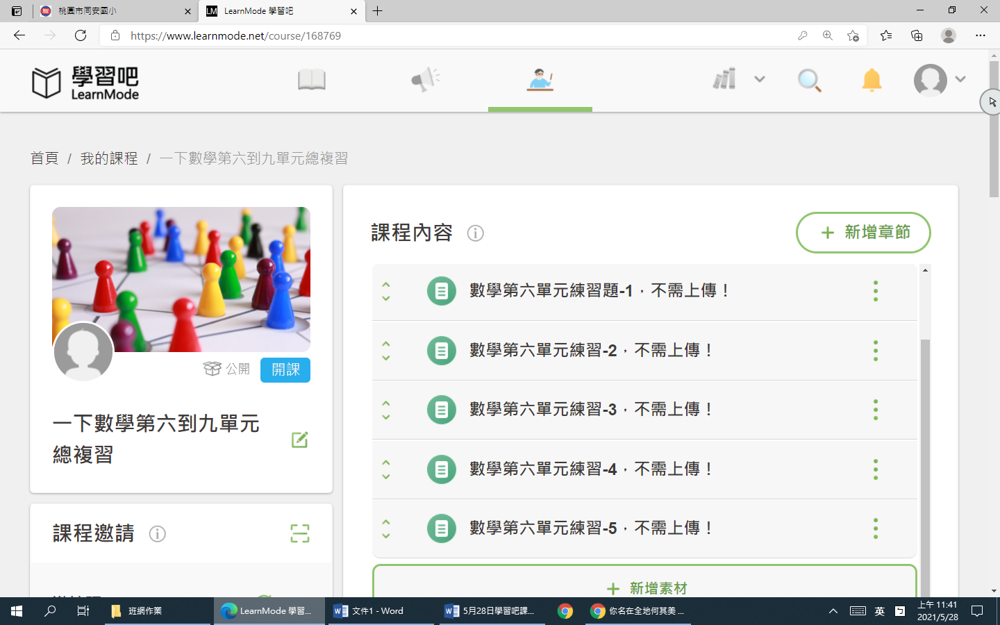 桃園市同安國小
LM LearnMode 學習吧
https://www.learnmode.net/course/168769
學習吧
LearnMode
首頁 / 我的課程 / 一下數學第六到九單元總複習
公開
開課
一下數學第六到九單元
總複習
課程邀請
課程內容
+ 新增章節
數學第六單元練習題-1，不需上傳！
數學第六單元練習-2，不需上傳！
數學第六單元練習-3，不需上傳！
數學第六單元練習-4，不需上傳！
數學第六單元練習-5，不需上傳！
+ 新增素材
班網作業
LearnMode 學習...
文件1 - Word
5月28日學習吧課...
你名在全地何其美 ...
英
上午 11:41
2021/5/28